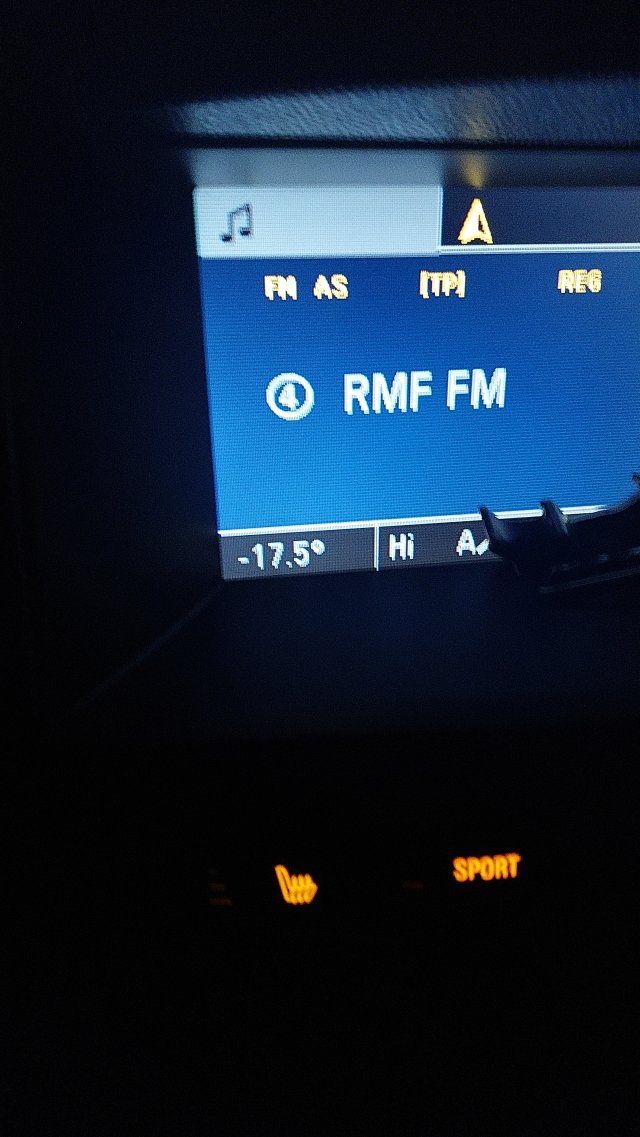 FM AS [TP] REG
④ RMF FM
-17.5° Hi
SPORT